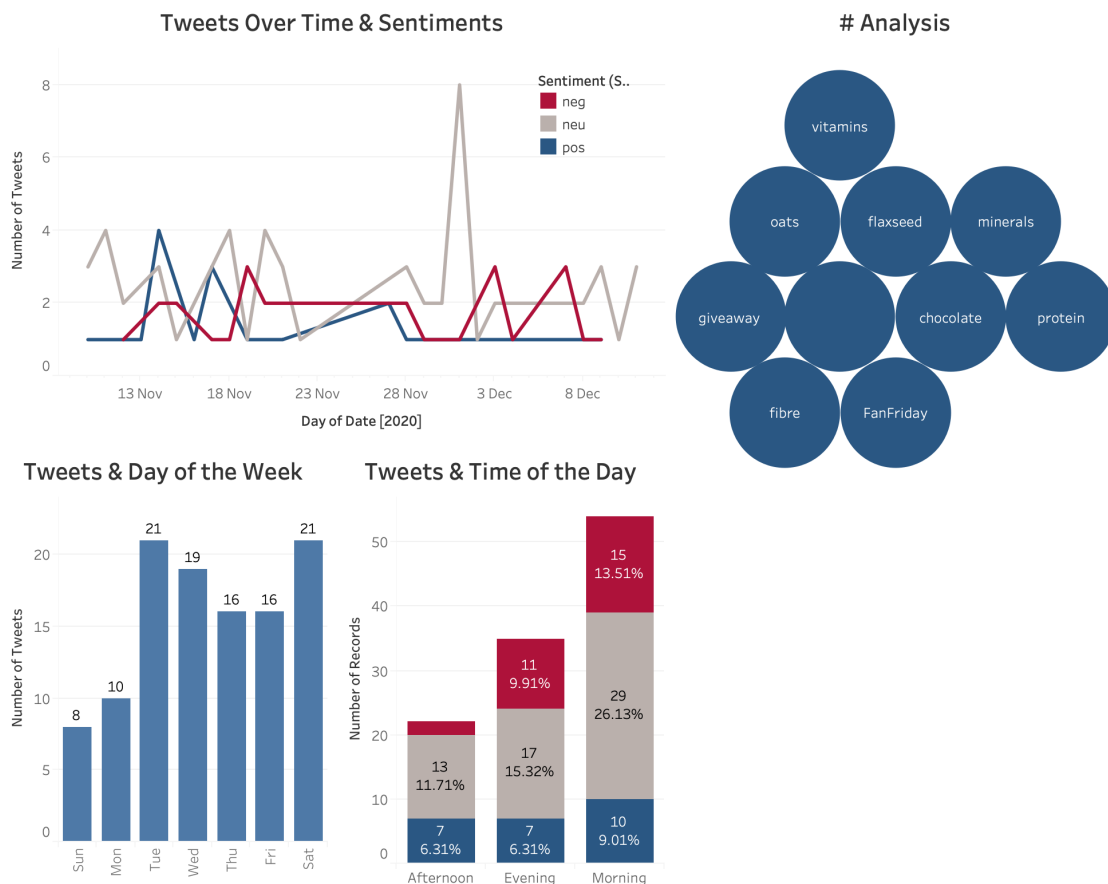 Tweets Over Time & Sentiments
Number of Tweets
8
6
4
2
0
13 Nov
18 Nov
23 Nov
28 Nov
3 Dec
8 Dec
Day of Date [2020]
Sentiment (S..
neg
neu
pos
# Analysis
vitamins
oats
flaxseed
minerals
giveaway
chocolate
protein
fibre
FanFriday
Tweets & Day of the Week
Number of Tweets
20
15
10
5
0
8
10
21
19
16
16
21
Sun
Mon
Tue
Wed
Thu
Fri
Sat
Tweets & Time of the Day
Number of Records
50
40
30
20
10
0
13
11.71%
7
6.31%
11
9.91%
17
15.32%
7
6.31%
15
13.51%
29
26.13%
10
9.01%
Afternoon
Evening
Morning